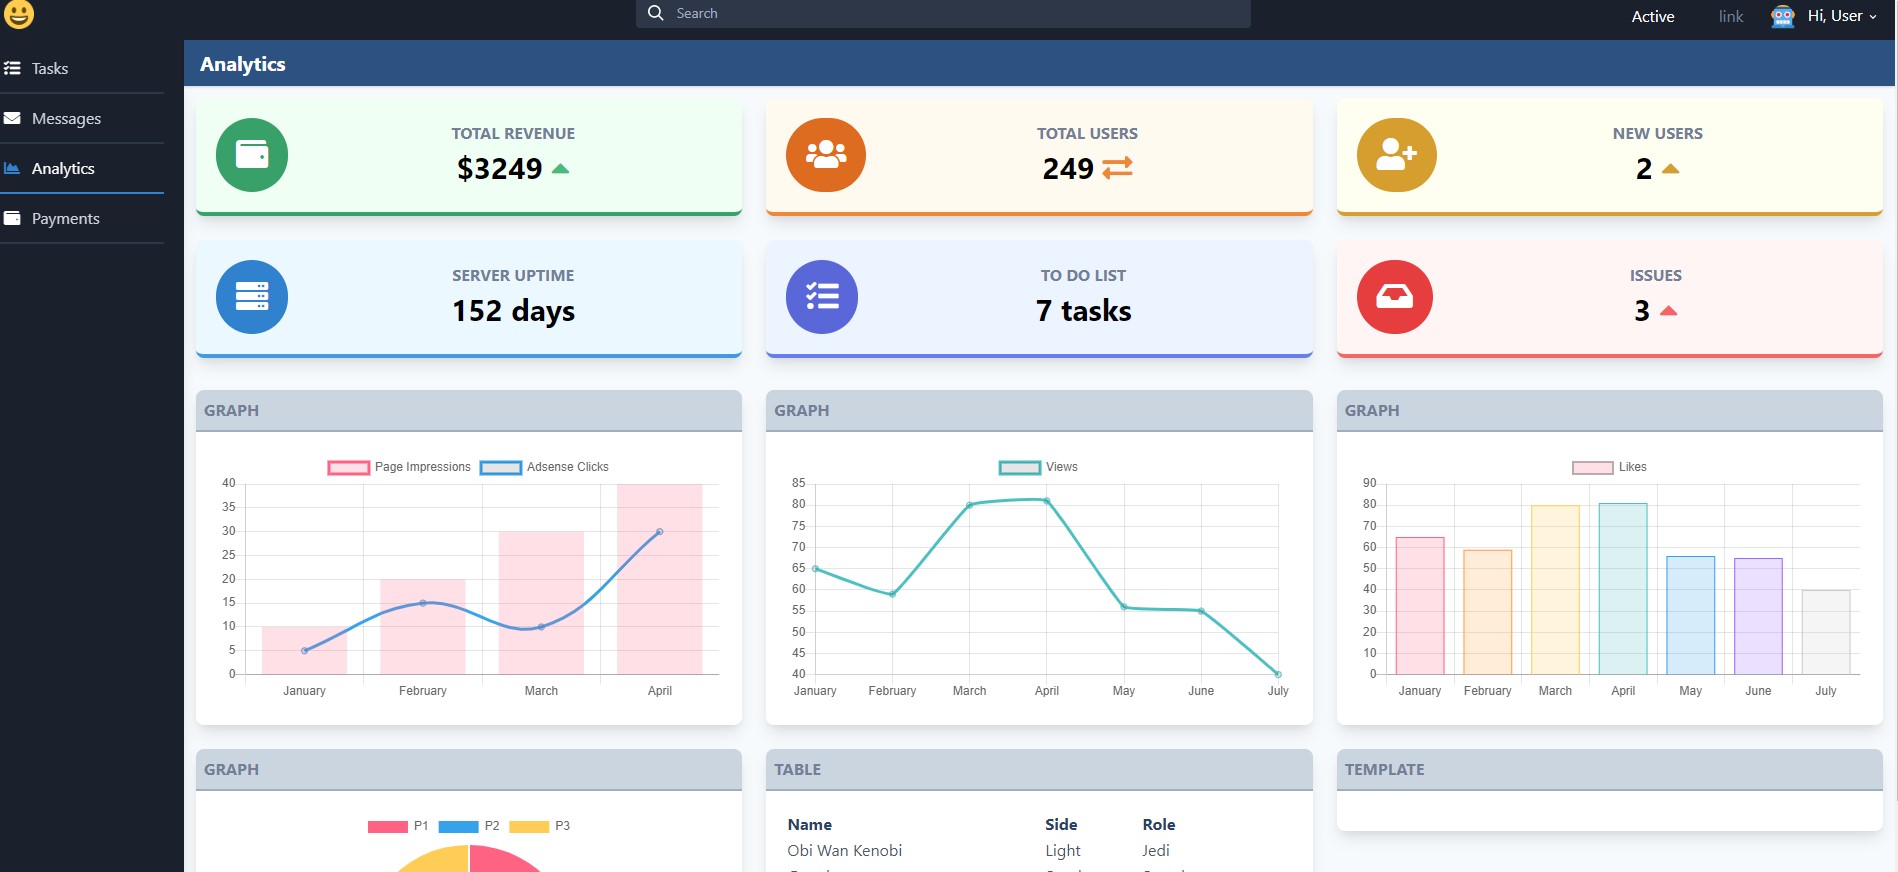 Search
Active link Hi, User
Tasks
Messages
Analytics
Payments
Analytics
TOTAL REVENUE
$3249
TOTAL USERS
249
NEW USERS
2
SERVER UPTIME
152 days
TO DO LIST
7 tasks
ISSUES
3
GRAPH
Page Impressions Adsense Clicks
40
35
30
25
20
15
10
5
0
January February March April
GRAPH
Views
85
80
75
70
65
60
55
50
45
40
January February March April May June July
GRAPH
Likes
90
80
70
60
50
40
30
20
10
0
January February March April May June July
GRAPH
P1 P2 P3
TABLE
Name Side Role
Obi Wan Kenobi Light Jedi
TEMPLATE